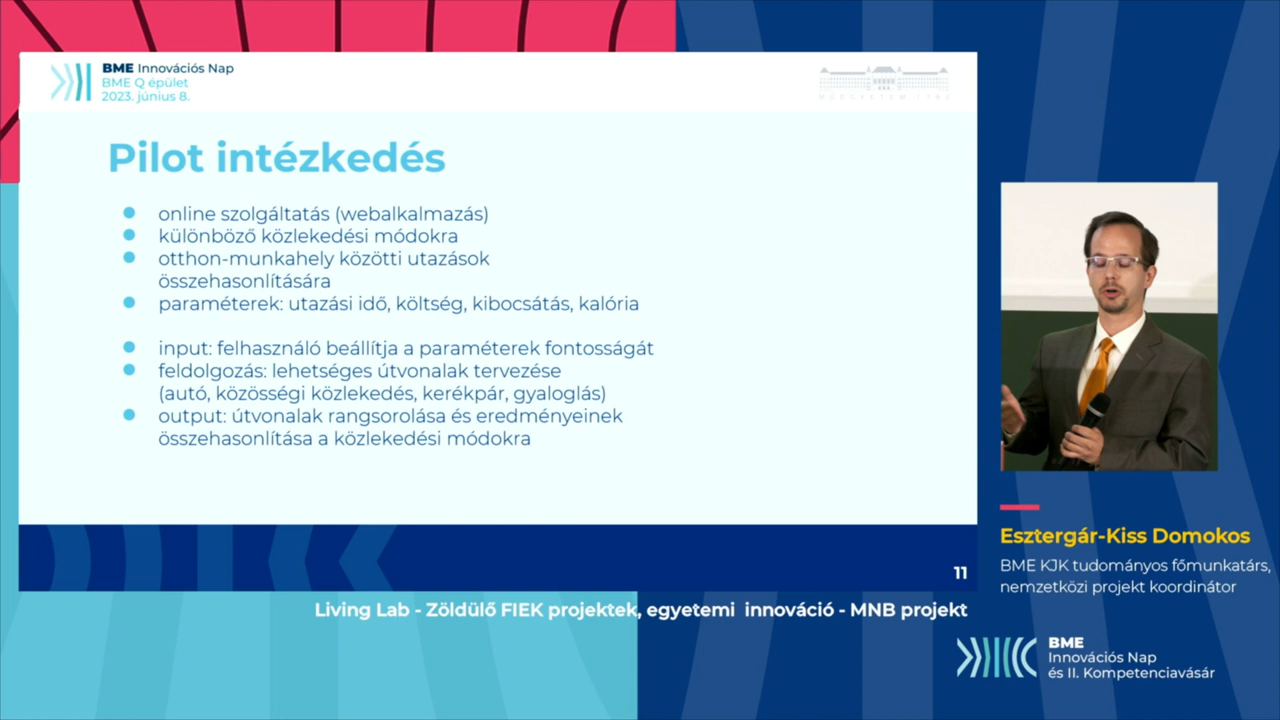 BME Innovációs Nap
BME Q épület
2023. június 8.
MŰEGYETEM 1782
Pilot intézkedés
online szolgáltatás (webalkalmazás)
különböző közlekedési módokra
otthon-munkahely közötti utazások
összehasonlítására
paraméterek: utazási idő, költség, kibocsátás, kalória
input: felhasználó beállítja a paraméterek fontosságát
feldolgozás: lehetséges útvonalak tervezése
(autó, közösségi közlekedés, kerékpár, gyaloglás)
output: útvonalak rangsorolása és eredményeinek
összehasonlítása a közlekedési módokra
11
Living Lab - Zöldülő FIEK projektek, egyetemi innováció - MNB projekt
Esztergár-Kiss Domokos
BME KJK tudományos főmunkatárs,
nemzetközi projekt koordinátor
BME
Innovációs Nap
és II. Kompetenciavásár